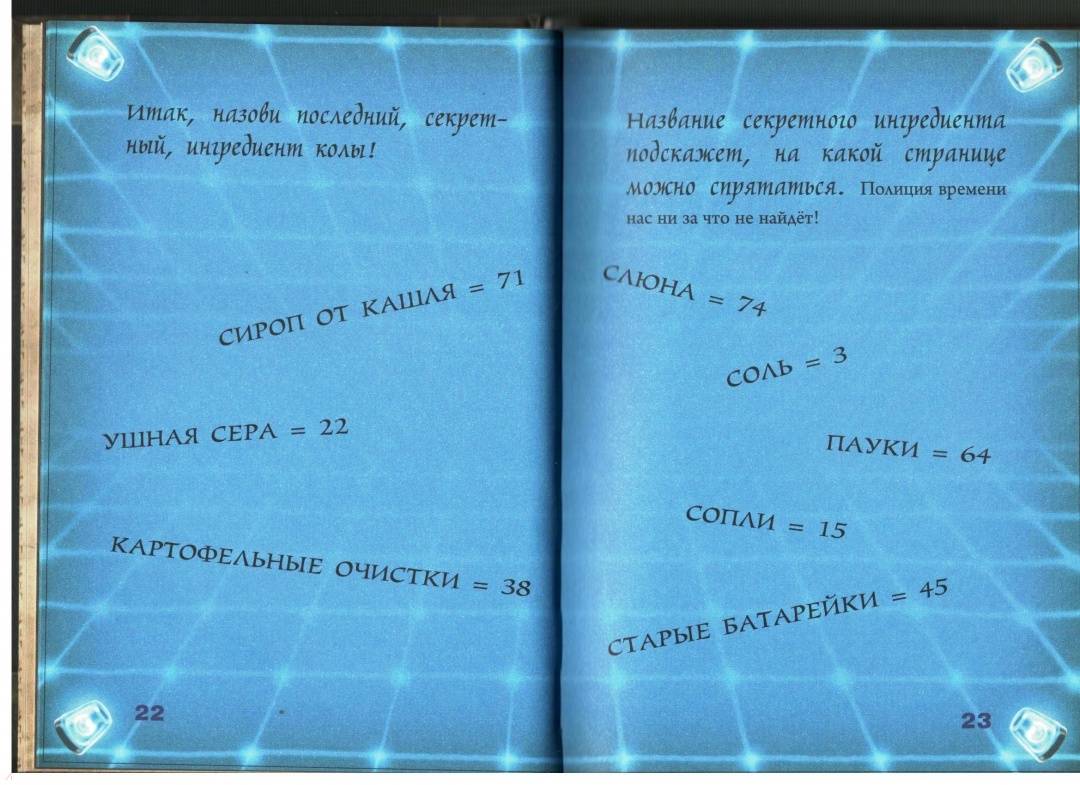 Итак, назови последний, секрет-
ный, ингредиент колы!
СИРОП ОТ КАШЛЯ = 71
УШНАЯ СЕРА = 22
КАРТОФЕЛЬНЫЕ ОЧИСТКИ = 38
22
Название секретного ингредиента
подскажет, на какой странице
можно спрятаться. Полиция времени
нас ни за что не найдёт!
СЛЮНА = 74
СОЛЬ = 3
ПАУКИ = 64
СОПЛИ = 15
СТАРЫЕ БАТАРЕЙКИ = 45
23